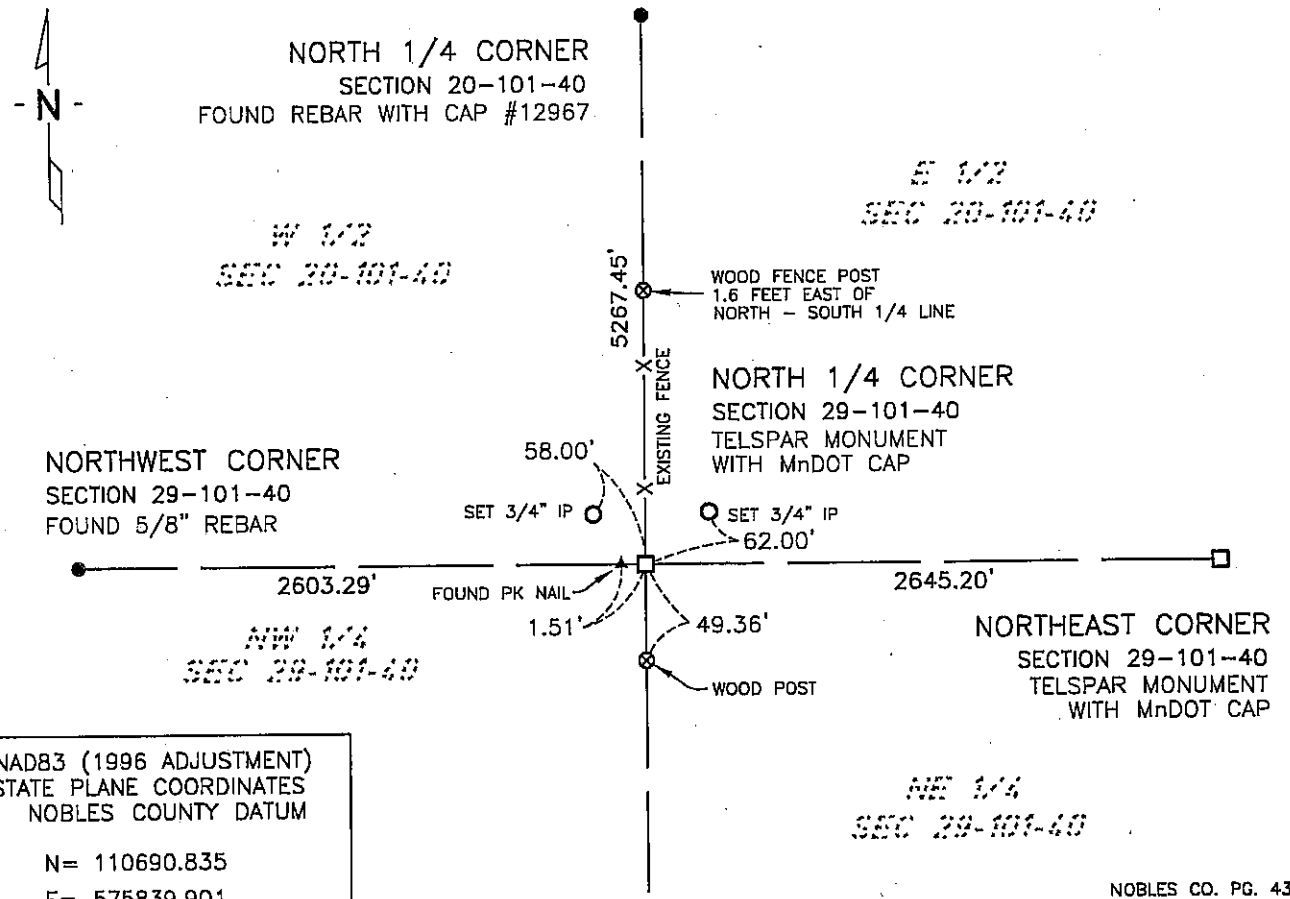 NORTH 1/4 CORNER
SECTION 20-101-40
FOUND REBAR WITH CAP #12967
- N -
E 1/2
SEC 20-101-40
W 1/2
SEC 20-101-40
5267.45'
WOOD FENCE POST
1.6 FEET EAST OF
NORTH - SOUTH 1/4 LINE
EXISTING FENCE
NORTH 1/4 CORNER
SECTION 29-101-40
TELSPAR MONUMENT
WITH MnDOT CAP
58.00'
NORTHWEST CORNER
SECTION 29-101-40
FOUND 5/8" REBAR
SET 3/4" IP
SET 3/4" IP
62.00'
2603.29'
FOUND PK NAIL
2645.20'
1.51'
49.36'
NW 1/4
SEC 29-101-40
WOOD POST
NORTHEAST CORNER
SECTION 29-101-40
TELSPAR MONUMENT
WITH MnDOT CAP
NAD83 (1996 ADJUSTMENT)
STATE PLANE COORDINATES
NOBLES COUNTY DATUM
N= 110690.835
E= 575839.901
NE 1/4
SEC 29-101-40
NOBLES CO. PG. 43